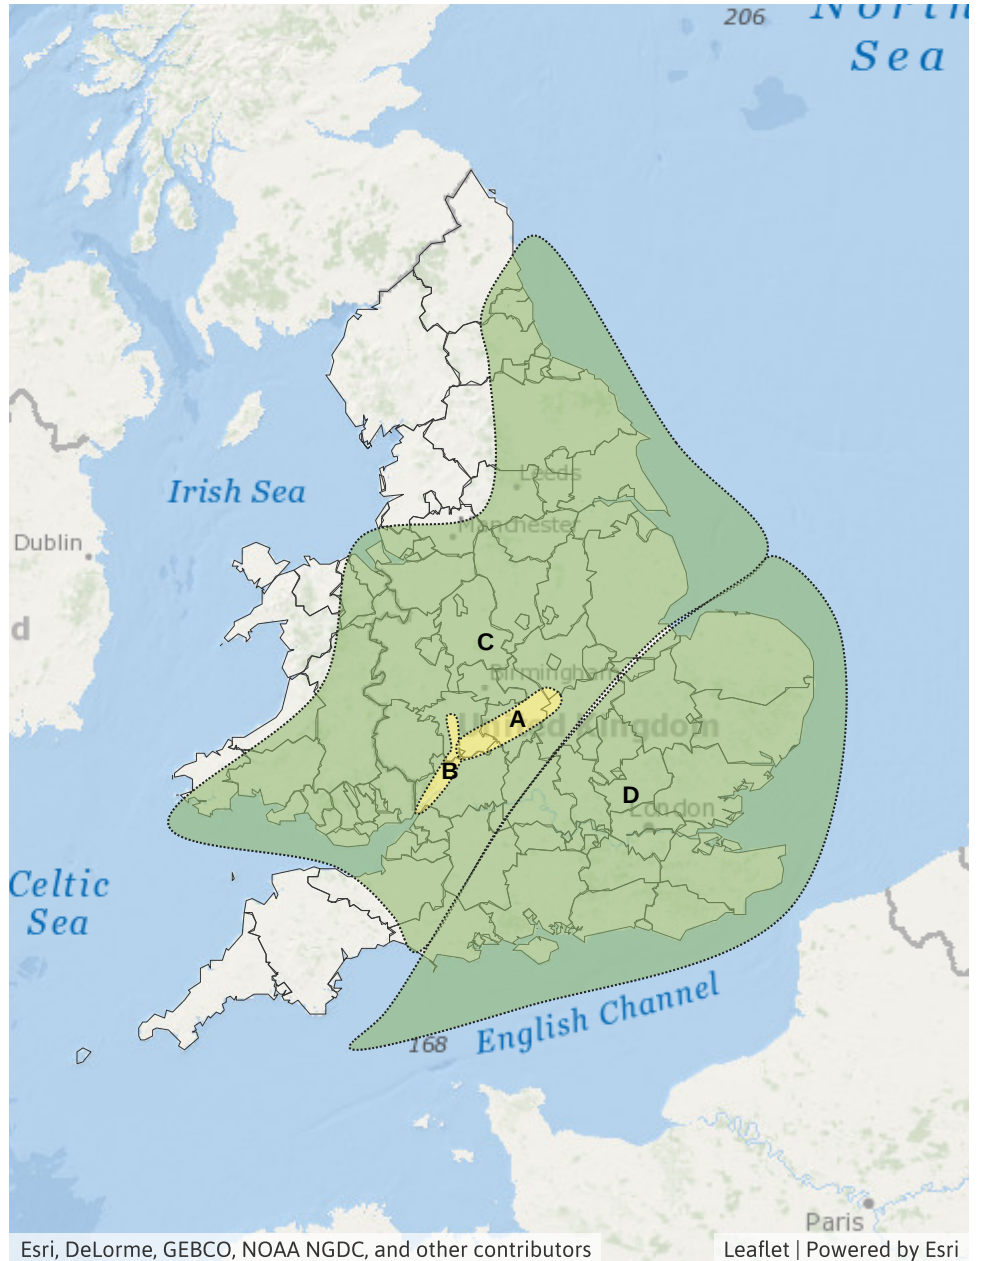 206
North
Sea
Irish Sea
Leeds
Manchester
Dublin
d
C
Birmingham
A
United Kingdom
B
D
London
Celtic
Sea
English Channel
168
Paris
Esri, DeLorme, GEBCO, NOAA NGDC, and other contributors
Leaflet | Powered by Esri